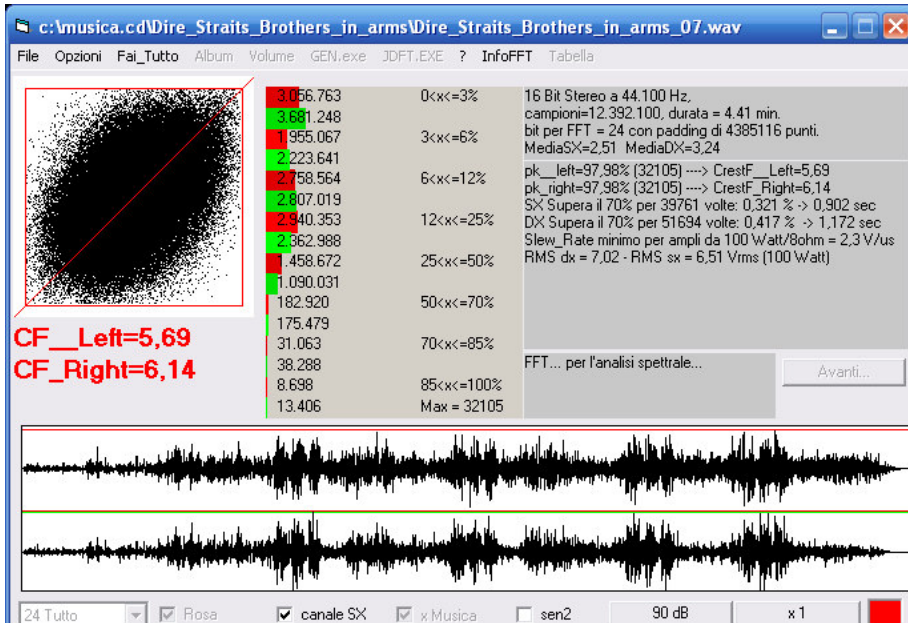 c:\musica.cd\Dire_Straits_Brothers_in_arms\Dire_Straits_Brothers_in_arms_07.wav
File Opzioni Fai_Tutto Album Volume GEN.exe JDFT.EXE ? InfoFFT Tabella
3.056.763 0<x<=3%
3.681.248
1.955.067 3<x<=6%
2.223.641
2.758.564 6<x<=12%
2.807.019
2.940.353 12<x<=25%
2.362.988
1.458.672 25<x<=50%
1.090.031
182.920 50<x<=70%
175.479
31.063 70<x<=85%
38.288
8.698 85<x<=100%
13.406 Max = 32105
16 Bit Stereo a 44.100 Hz,
campioni=12.392.100, durata = 4.41 min.
bit per FFT = 24 con padding di 4385116 punti.
MediaSX=2,51 MediaDX=3,24
pk__left=97,98% (32105) ----> CrestF__Left=5,69
pk_right=97,98% (32105) ----> CrestF_Right=6,14
SX Supera il 70% per 39761 volte: 0,321 % -> 0,902 sec
DX Supera il 70% per 51694 volte: 0,417 % -> 1,172 sec
Slew_Rate minimo per ampli da 100 Watt/8ohm = 2,3 V/us
RMS dx = 7,02 - RMS sx = 6,51 Vrms (100 Watt)
CF__Left=5,69
CF_Right=6,14
FFT... per l'analisi spettrale...
Avanti...
24 Tutto Rosa canale SX x Musica sen2 90 dB x 1